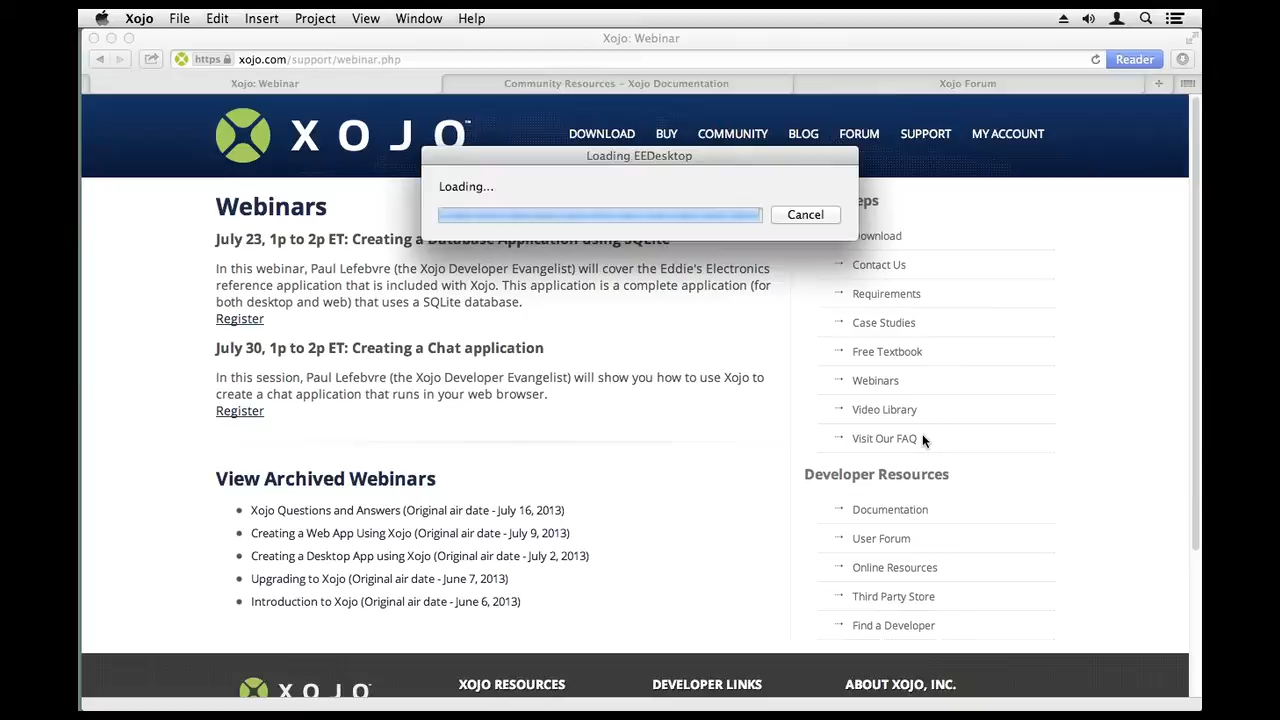 Xojo File Edit Insert Project View Window Help
Xojo: Webinar
https xojo.com/support/webinar.php Reader
Xojo: Webinar Community Resources – Xojo Documentation Xojo Forum
XOJO™ DOWNLOAD BUY COMMUNITY BLOG FORUM SUPPORT MY ACCOUNT
Loading EEDesktop
Loading...
Cancel
Webinars
July 23, 1p to 2p ET: Creating a Database Application using SQLite
In this webinar, Paul Lefebvre (the Xojo Developer Evangelist) will cover the Eddie's Electronics
reference application that is included with Xojo. This application is a complete application (for
both desktop and web) that uses a SQLite database.
Register
July 30, 1p to 2p ET: Creating a Chat application
In this session, Paul Lefebvre (the Xojo Developer Evangelist) will show you how to use Xojo to
create a chat application that runs in your web browser.
Register
View Archived Webinars
Xojo Questions and Answers (Original air date - July 16, 2013)
Creating a Web App Using Xojo (Original air date - July 9, 2013)
Creating a Desktop App using Xojo (Original air date - July 2, 2013)
Upgrading to Xojo (Original air date - June 7, 2013)
Introduction to Xojo (Original air date - June 6, 2013)
eps
ownload
Contact Us
Requirements
Case Studies
Free Textbook
Webinars
Video Library
Visit Our FAQ
Developer Resources
Documentation
User Forum
Online Resources
Third Party Store
Find a Developer
XOJO XOJO RESOURCES DEVELOPER LINKS ABOUT XOJO, INC.